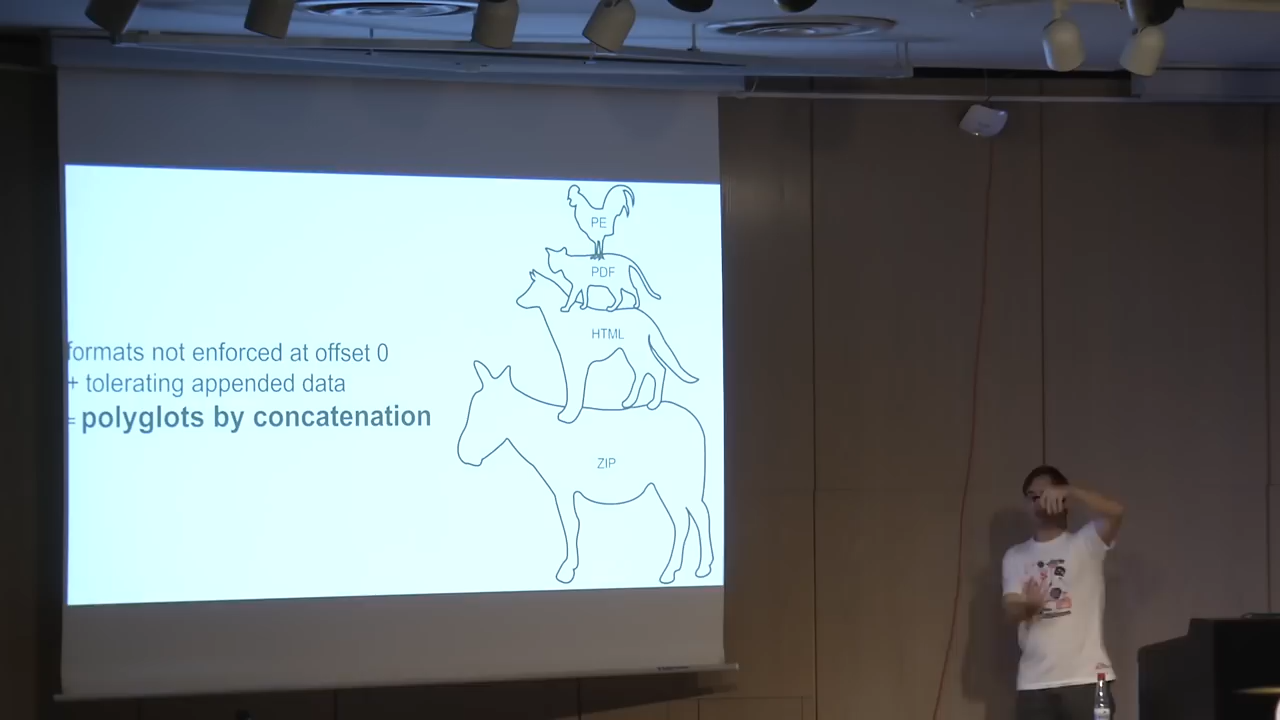 PE
PDF
HTML
ZIP
formats not enforced at offset 0
+ tolerating appended data
= polyglots by concatenation